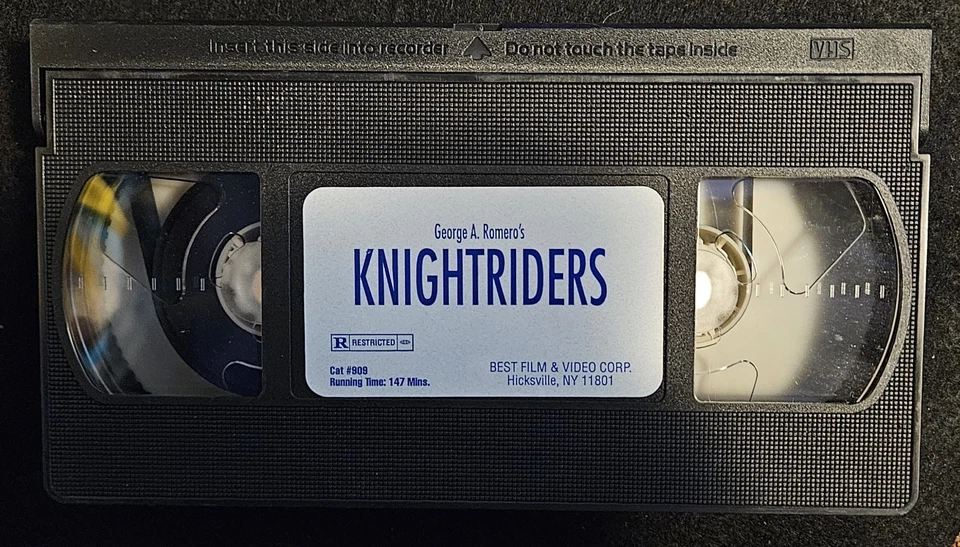 Insert this side into recorder Do not touch the tape inside VHS
George A. Romero's
KNIGHTRIDERS
R RESTRICTED
Cat #909
Running Time: 147 Mins.
BEST FILM & VIDEO CORP.
Hicksville, NY 11801